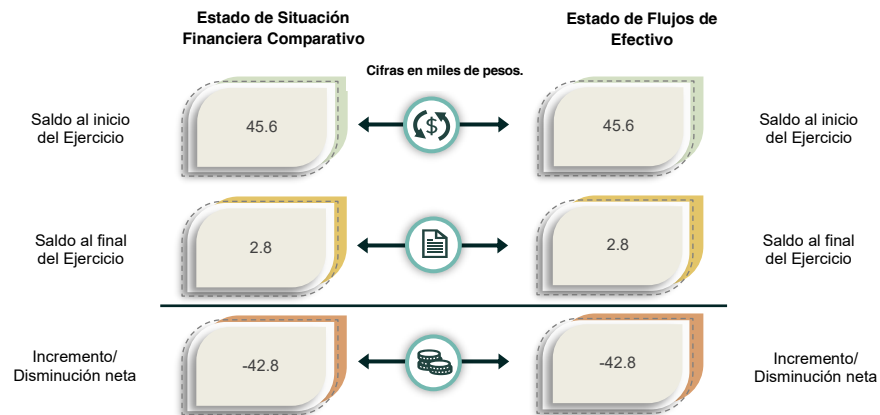 Estado de Situación
Financiera Comparativo
Estado de Flujos de
Efectivo
Cifras en miles de pesos.
Saldo al inicio
del Ejercicio
45.6
$
45.6
Saldo al inicio
del Ejercicio
Saldo al final
del Ejercicio
2.8
2.8
Saldo al final
del Ejercicio
Incremento/
Disminución neta
-42.8
-42.8
Incremento/
Disminución neta